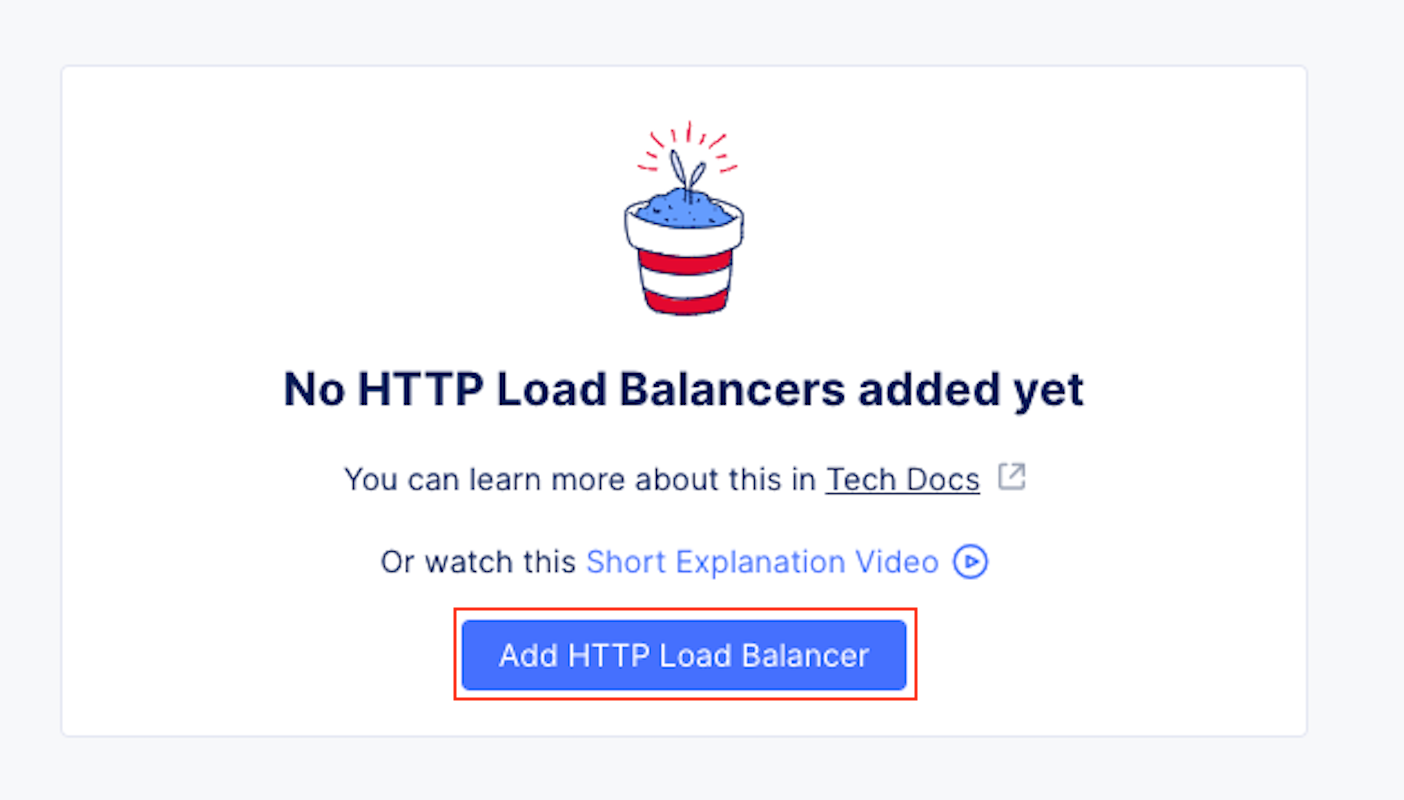 No HTTP Load Balancers added yet
You can learn more about this in Tech Docs
Or watch this Short Explanation Video
Add HTTP Load Balancer